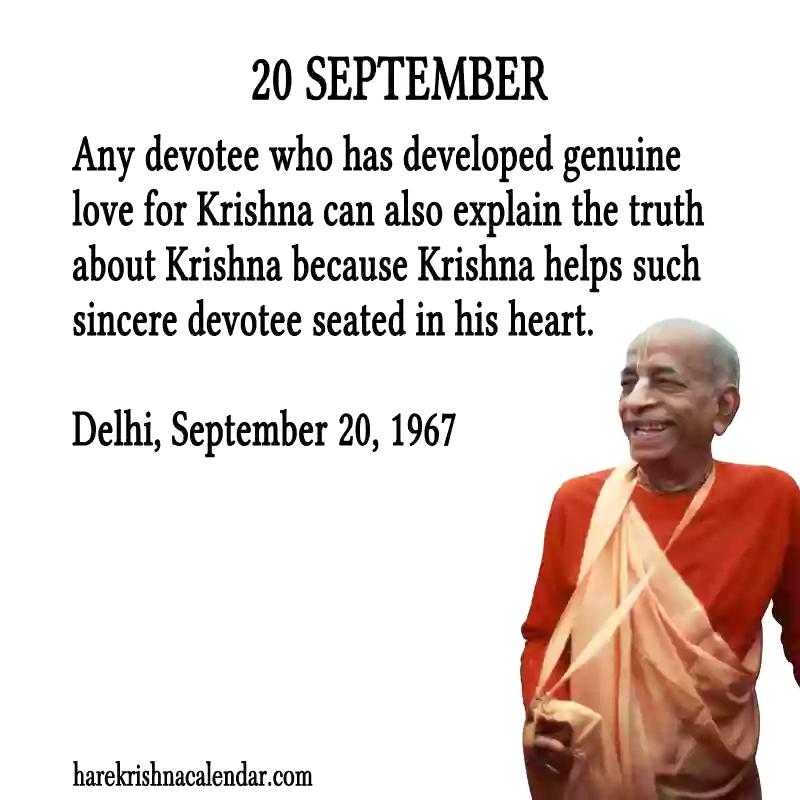 20 SEPTEMBER
Any devotee who has developed genuine
love for Krishna can also explain the truth
about Krishna because Krishna helps such
sincere devotee seated in his heart.
Delhi, September 20, 1967
harekrishnacalendar.com